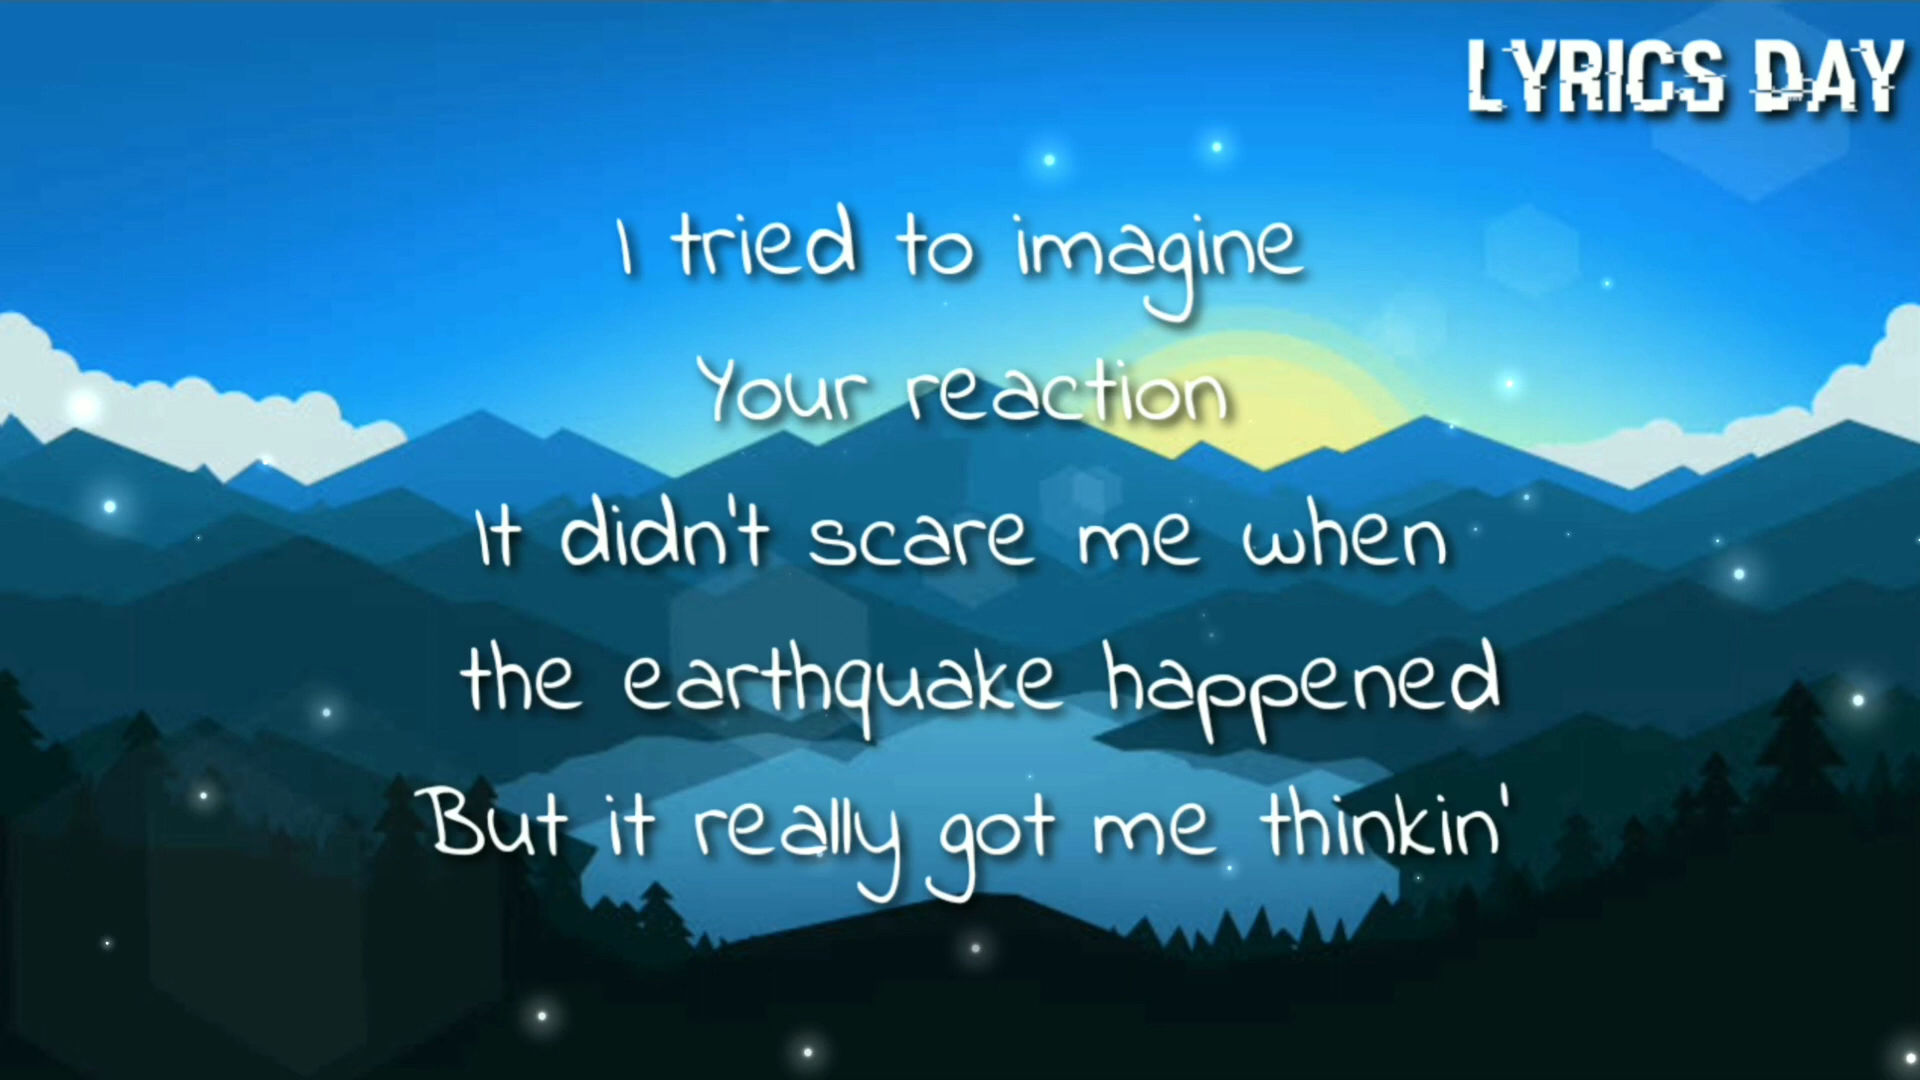 LYRICS DAY
I tried to imagine
Your reaction
It didn't scare me when
the earthquake happened
But it really got me thinkin'